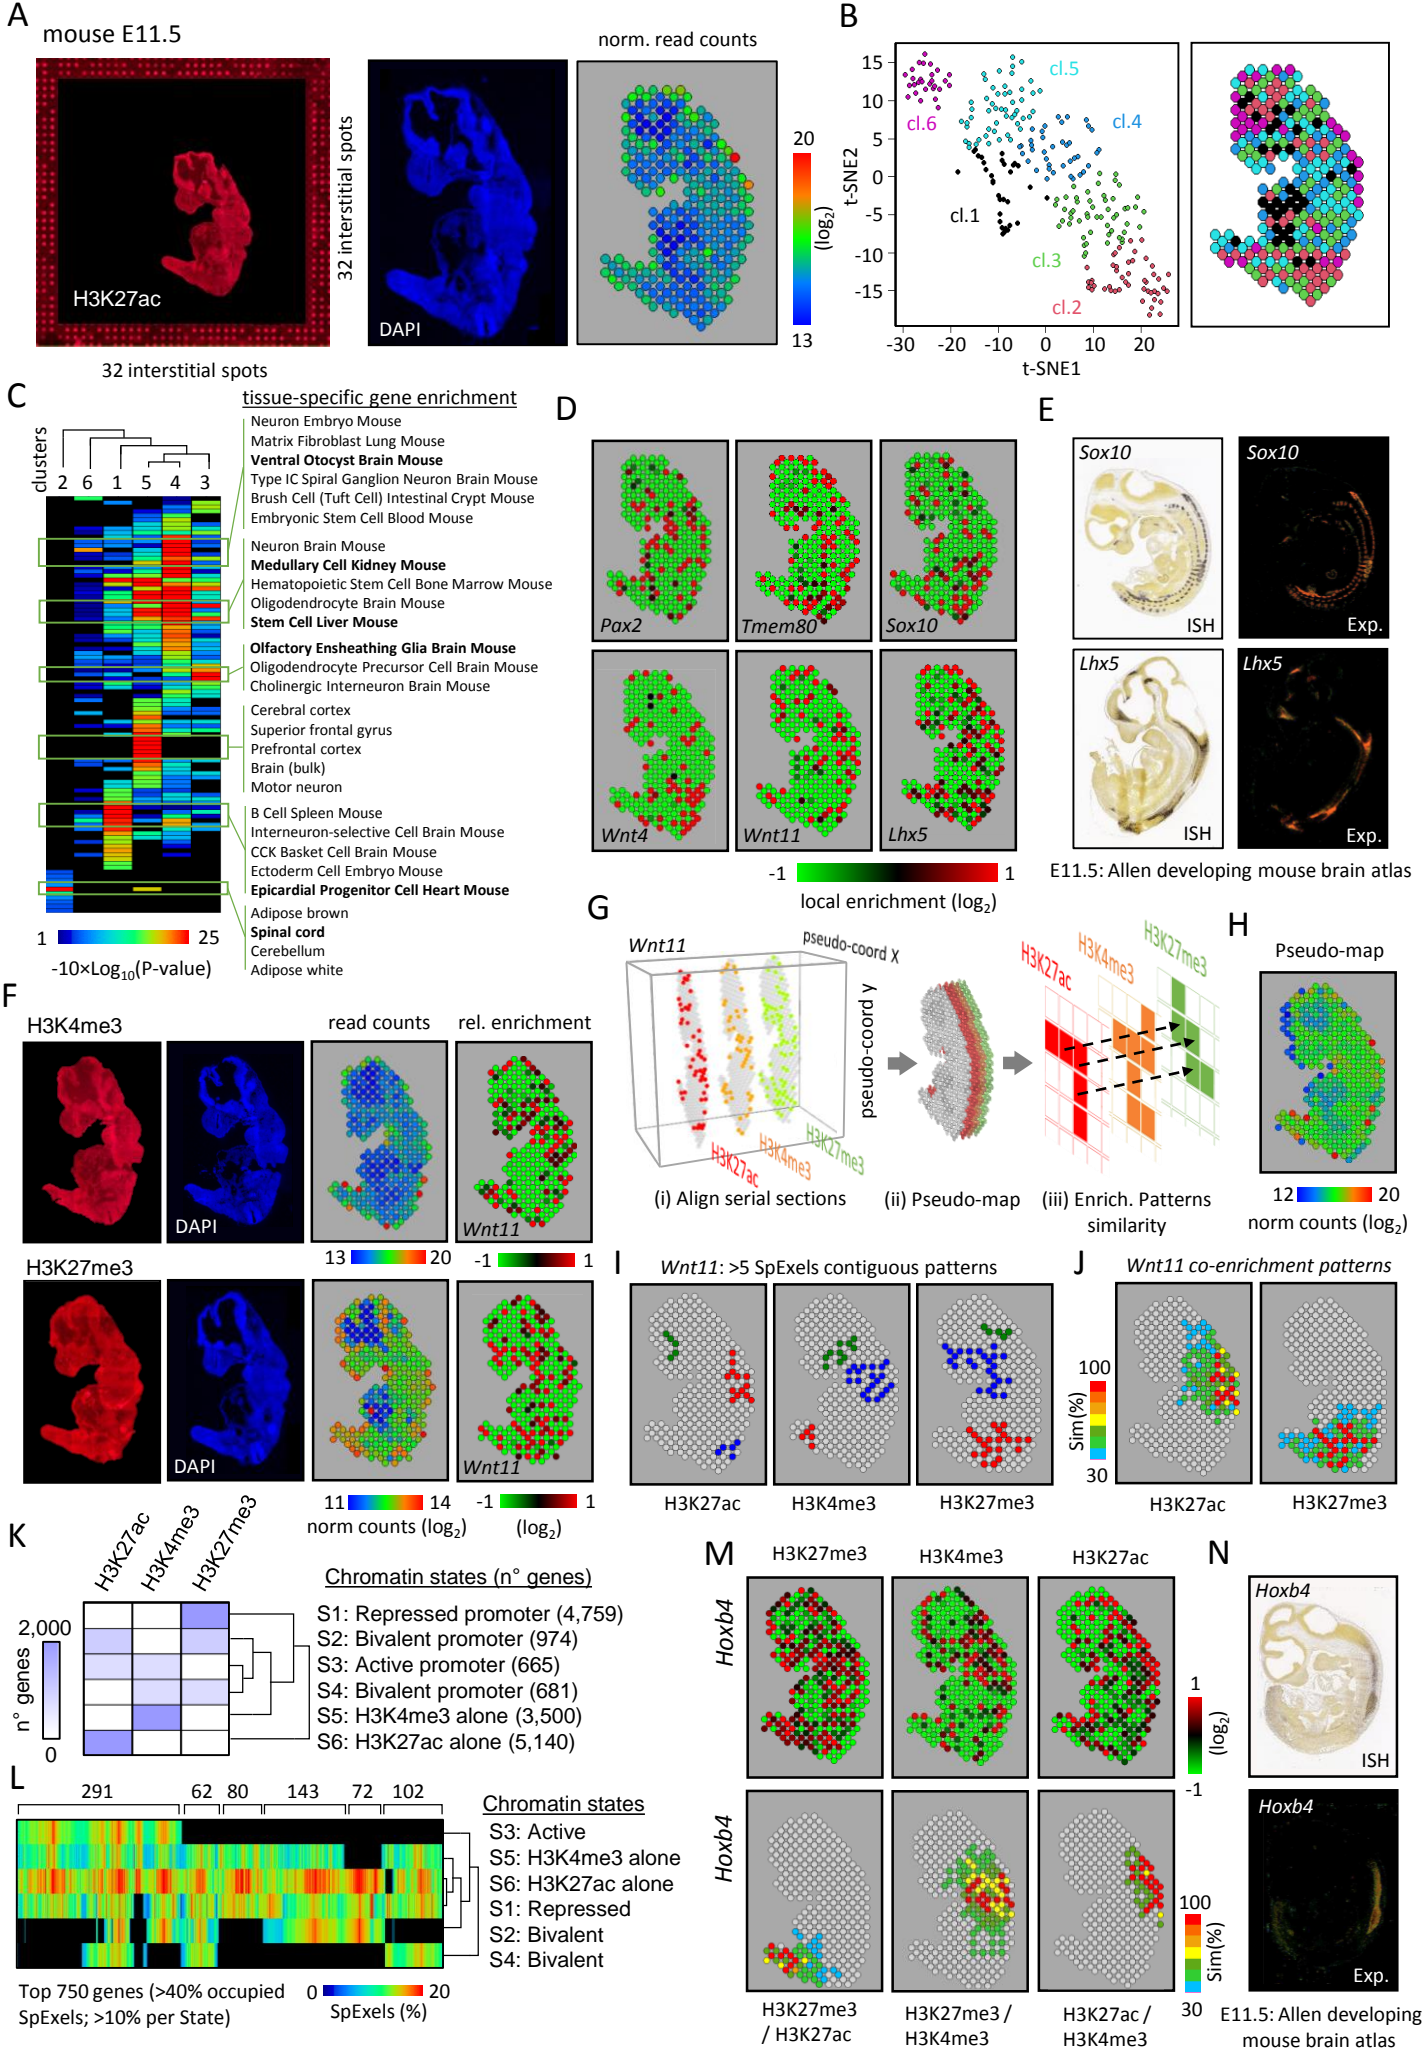 A
mouse E11.5
H3K27ac
32 interstitial spots
32 interstitial spots
DAPI
norm. read counts
20
(log2)
13
B
15
10
5
0
-5
-10
-15
t-SNE2
cl.5
cl.6
cl.4
cl.1
cl.3
cl.2
-30
-20
-10
0
10
20
t-SNE1
C
clusters
2 6 1 5 4 3
tissue-specific gene enrichment
Neuron Embryo Mouse
Matrix Fibroblast Lung Mouse
Ventral Otocyst Brain Mouse
Type IC Spiral Ganglion Neuron Brain Mouse
Brush Cell (Tuft Cell) Intestinal Crypt Mouse
Embryonic Stem Cell Blood Mouse
Neuron Brain Mouse
Medullary Cell Kidney Mouse
Hematopoietic Stem Cell Bone Marrow Mouse
Oligodendrocyte Brain Mouse
Stem Cell Liver Mouse
Olfactory Ensheathing Glia Brain Mouse
Oligodendrocyte Precursor Cell Brain Mouse
Cholinergic Interneuron Brain Mouse
Cerebral cortex
Superior frontal gyrus
Prefrontal cortex
Brain (bulk)
Motor neuron
B Cell Spleen Mouse
Interneuron-selective Cell Brain Mouse
CCK Basket Cell Brain Mouse
Ectoderm Cell Embryo Mouse
Epicardial Progenitor Cell Heart Mouse
Adipose brown
Spinal cord
Cerebellum
Adipose white
1 25
-10×Log10(P-value)
D
Pax2
Tmem80
Sox10
Wnt4
Wnt11
Lhx5
-1 1
local enrichment (log2)
E
Sox10
ISH
Sox10
Exp.
Lhx5
ISH
Lhx5
Exp.
E11.5: Allen developing mouse brain atlas
F
H3K4me3
DAPI
read counts
13 20
rel. enrichment
Wnt11
-1 1
H3K27me3
DAPI
11 14
norm counts (log2)
Wnt11
-1 1
(log2)
G
Wnt11
pseudo-coord X
pseudo-coord y
H3K27ac
H3K4me3
H3K27me3
(i) Align serial sections
(ii) Pseudo-map
H3K27ac
H3K4me3
H3K27me3
(iii) Enrich. Patterns
similarity
H
Pseudo-map
12 20
norm counts (log2)
I
Wnt11: >5 SpExels contiguous patterns
H3K27ac
H3K4me3
H3K27me3
J
Wnt11 co-enrichment patterns
100
Sim(%)
30
H3K27ac
H3K27me3
K
H3K27ac
H3K4me3
H3K27me3
2,000
n° genes
0
Chromatin states (n° genes)
S1: Repressed promoter (4,759)
S2: Bivalent promoter (974)
S3: Active promoter (665)
S4: Bivalent promoter (681)
S5: H3K4me3 alone (3,500)
S6: H3K27ac alone (5,140)
L
291 62 80 143 72 102
Chromatin states
S3: Active
S5: H3K4me3 alone
S6: H3K27ac alone
S1: Repressed
S2: Bivalent
S4: Bivalent
Top 750 genes (>40% occupied
SpExels; >10% per State)
0 20
SpExels (%)
M
H3K27me3
H3K4me3
H3K27ac
Hoxb4
1
(log2)
-1
Hoxb4
100
Sim(%)
30
H3K27me3
/ H3K27ac
H3K27me3 /
H3K4me3
H3K27ac /
H3K4me3
N
Hoxb4
ISH
Hoxb4
Exp.
E11.5: Allen developing
mouse brain atlas